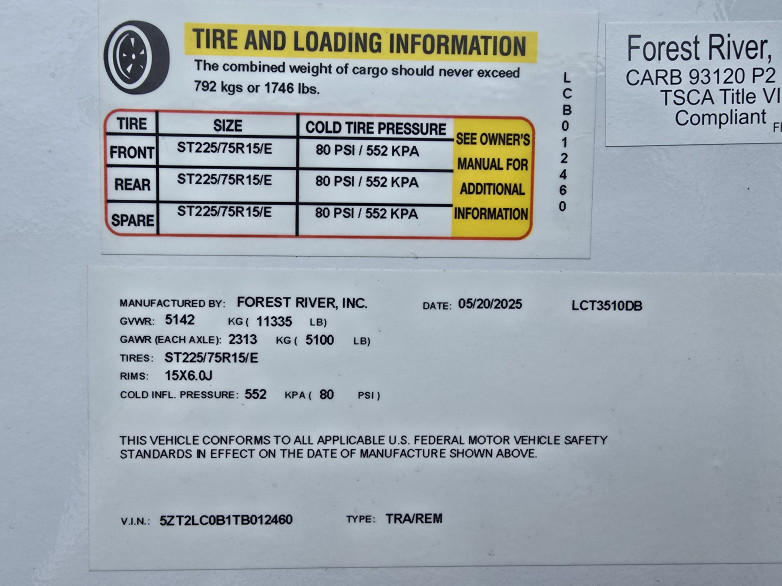 TIRE AND LOADING INFORMATION
The combined weight of cargo should never exceed
792 kgs or 1746 lbs.
LCB012460
TIRE SIZE COLD TIRE PRESSURE
FRONT ST225/75R15/E 80 PSI / 552 KPA
REAR ST225/75R15/E 80 PSI / 552 KPA
SPARE ST225/75R15/E 80 PSI / 552 KPA
SEE OWNER'S
MANUAL FOR
ADDITIONAL
INFORMATION
Forest River,
CARB 93120 P2
TSCA Title VI
Compliant
MANUFACTURED BY: FOREST RIVER, INC. DATE: 05/20/2025 LCT3510DB
GVWR: 5142 KG ( 11335 LB)
GAWR (EACH AXLE): 2313 KG ( 5100 LB)
TIRES: ST225/75R15/E
RIMS: 15X6.0J
COLD INFL. PRESSURE: 552 KPA ( 80 PSI )
THIS VEHICLE CONFORMS TO ALL APPLICABLE U.S. FEDERAL MOTOR VEHICLE SAFETY
STANDARDS IN EFFECT ON THE DATE OF MANUFACTURE SHOWN ABOVE.
V.I.N.: 5ZT2LC0B1TB012460 TYPE: TRA/REM